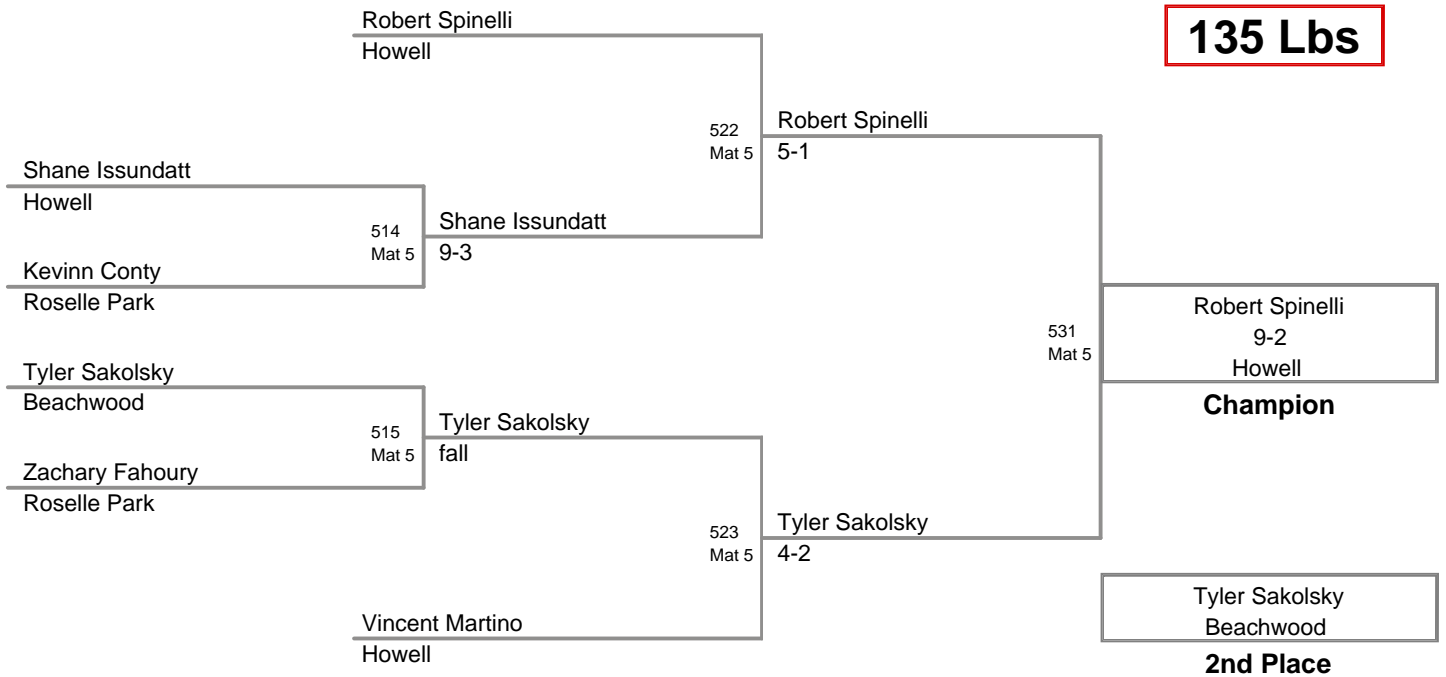 Robert Spinelli
Howell
135 Lbs
522
Mat 5
Robert Spinelli
5-1
Shane Issundatt
Howell
514
Mat 5
Shane Issundatt
9-3
Kevinn Conty
Roselle Park
531
Mat 5
Robert Spinelli
9-2
Howell
Champion
Tyler Sakolsky
Beachwood
515
Mat 5
Tyler Sakolsky
fall
Zachary Fahoury
Roselle Park
523
Mat 5
Tyler Sakolsky
4-2
Vincent Martino
Howell
Tyler Sakolsky
Beachwood
2nd Place